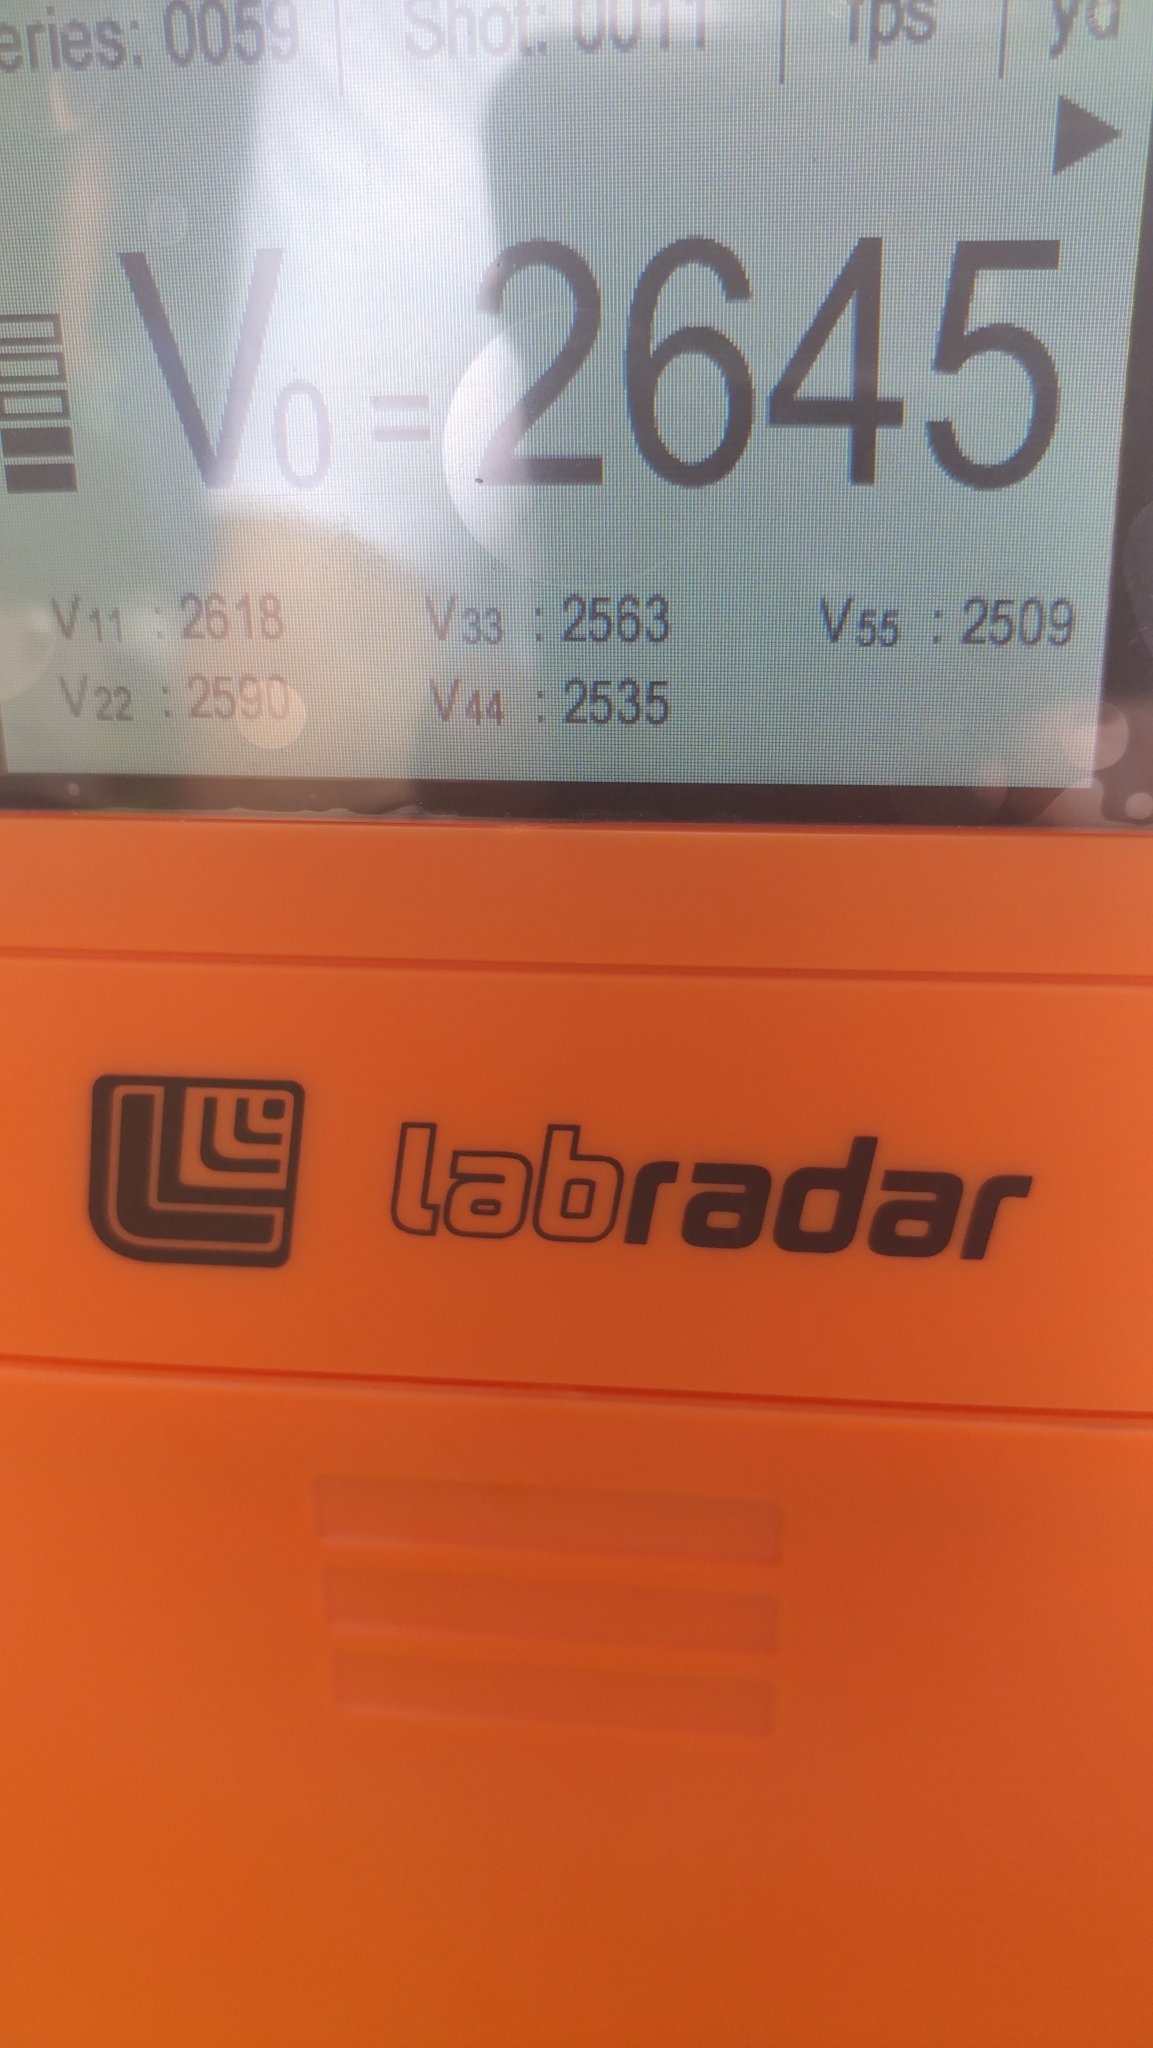 eries: 0059 Shot: 0011 fps yd
V0 = 2645
V11 : 2618 V33 : 2563 V55 : 2509
V22 : 2590 V44 : 2535
labradar